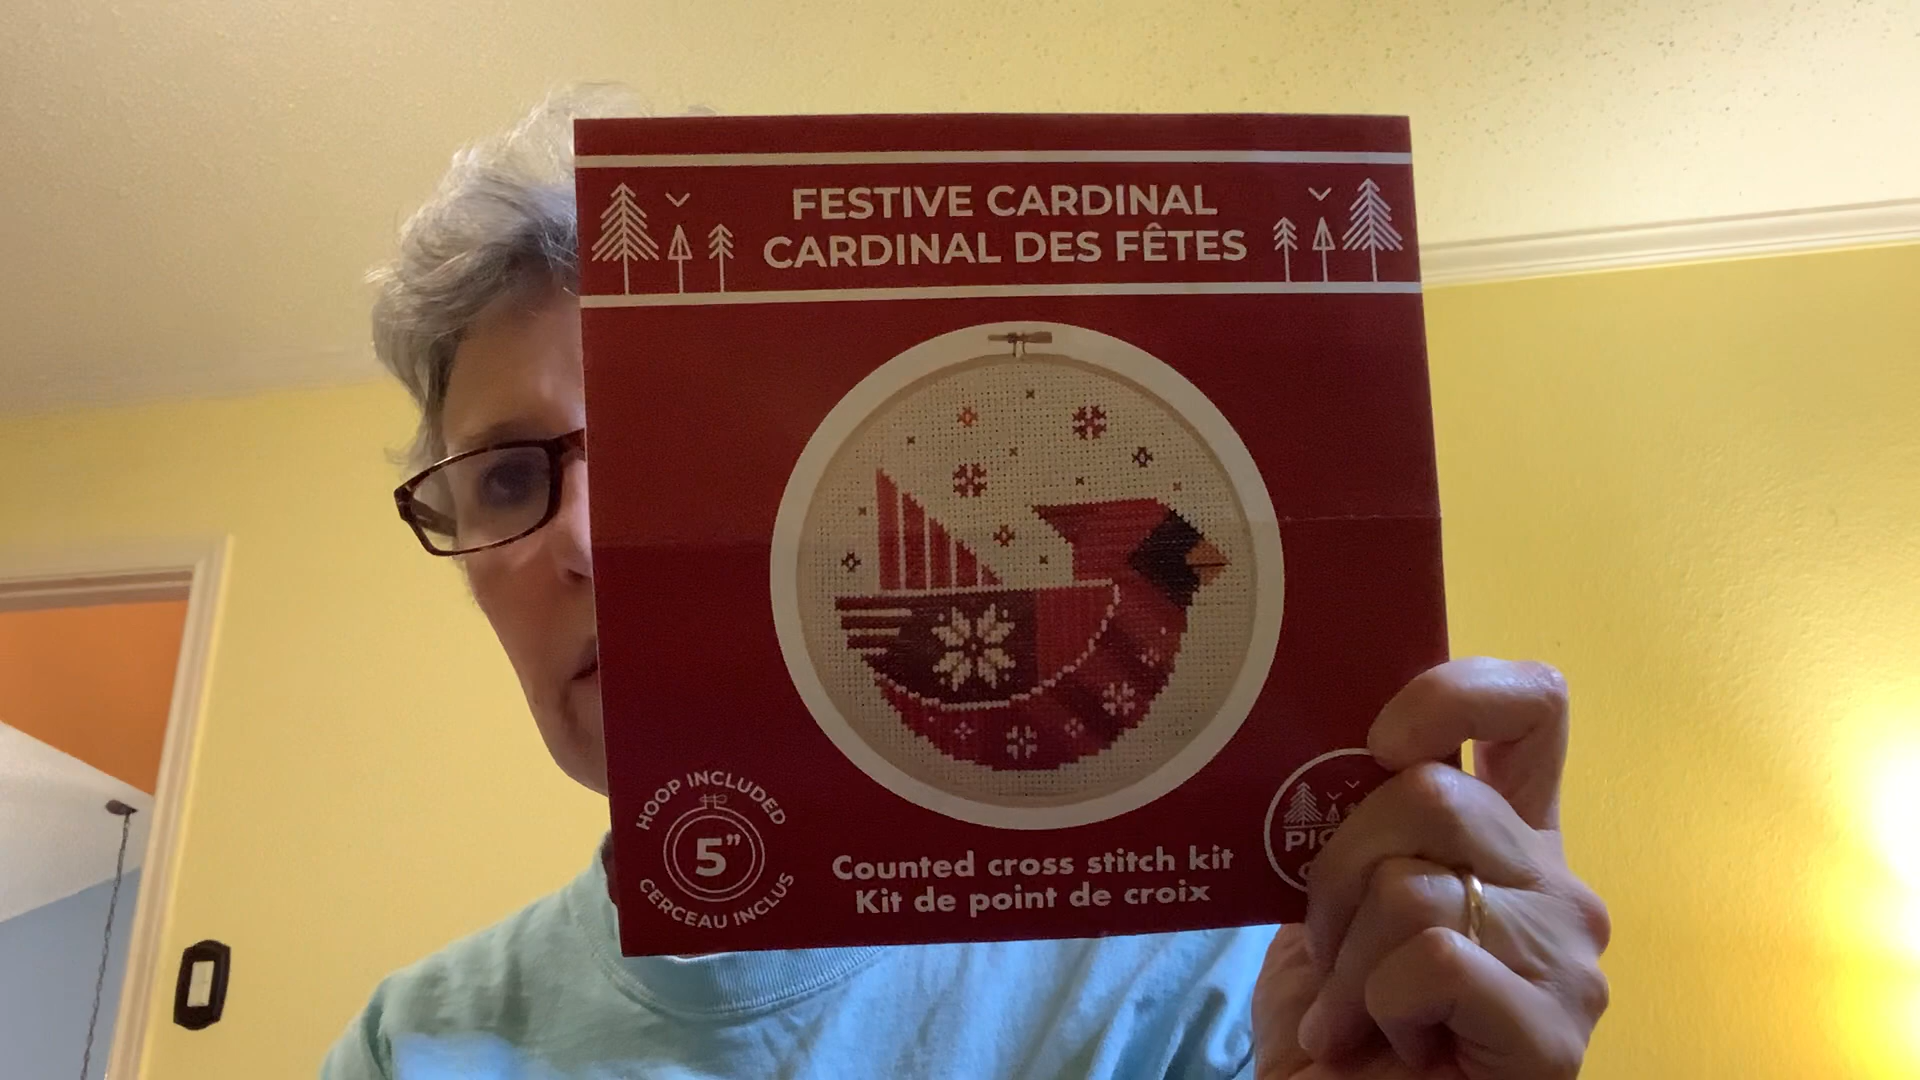 FESTIVE CARDINAL
CARDINAL DES FÊTES
HOOP INCLUDED
5”
CERCEAU INCLUS
Counted cross stitch kit
Kit de point de croix